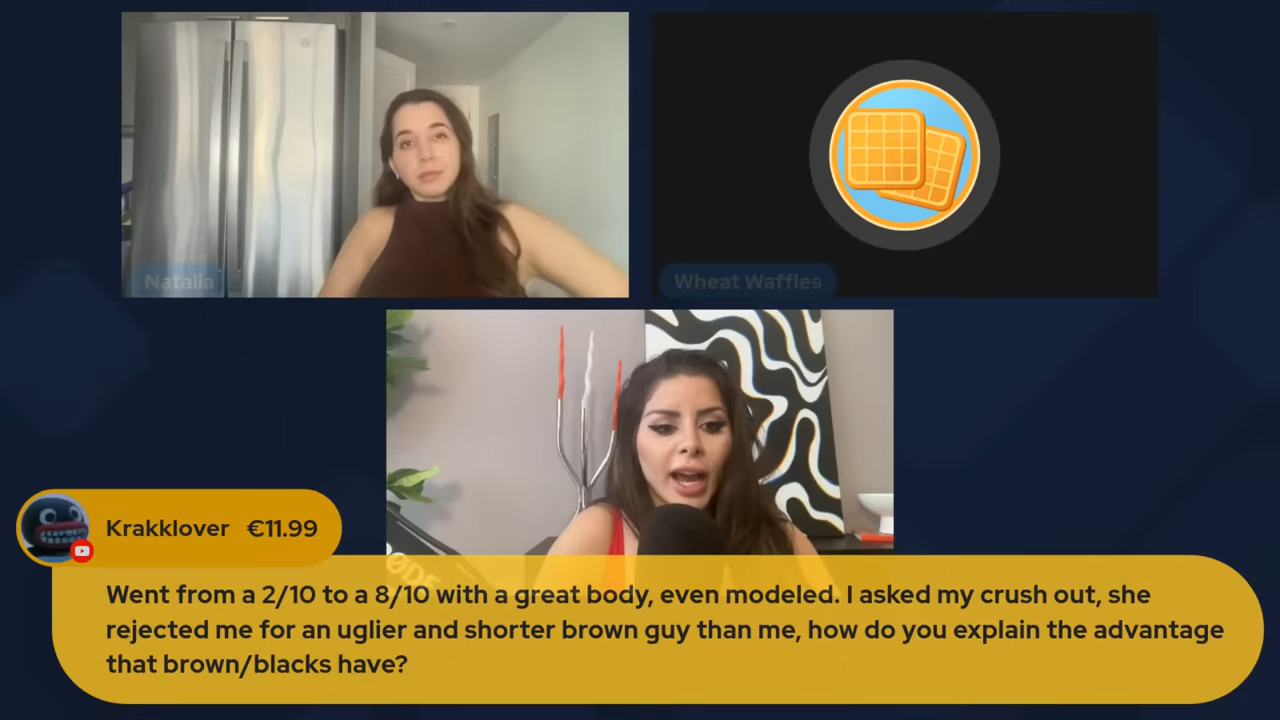 Natalia
Wheat Waffles
Krakklover €11.99
RØDE
Went from a 2/10 to a 8/10 with a great body, even modeled. I asked my crush out, she
rejected me for an uglier and shorter brown guy than me, how do you explain the advantage
that brown/blacks have?